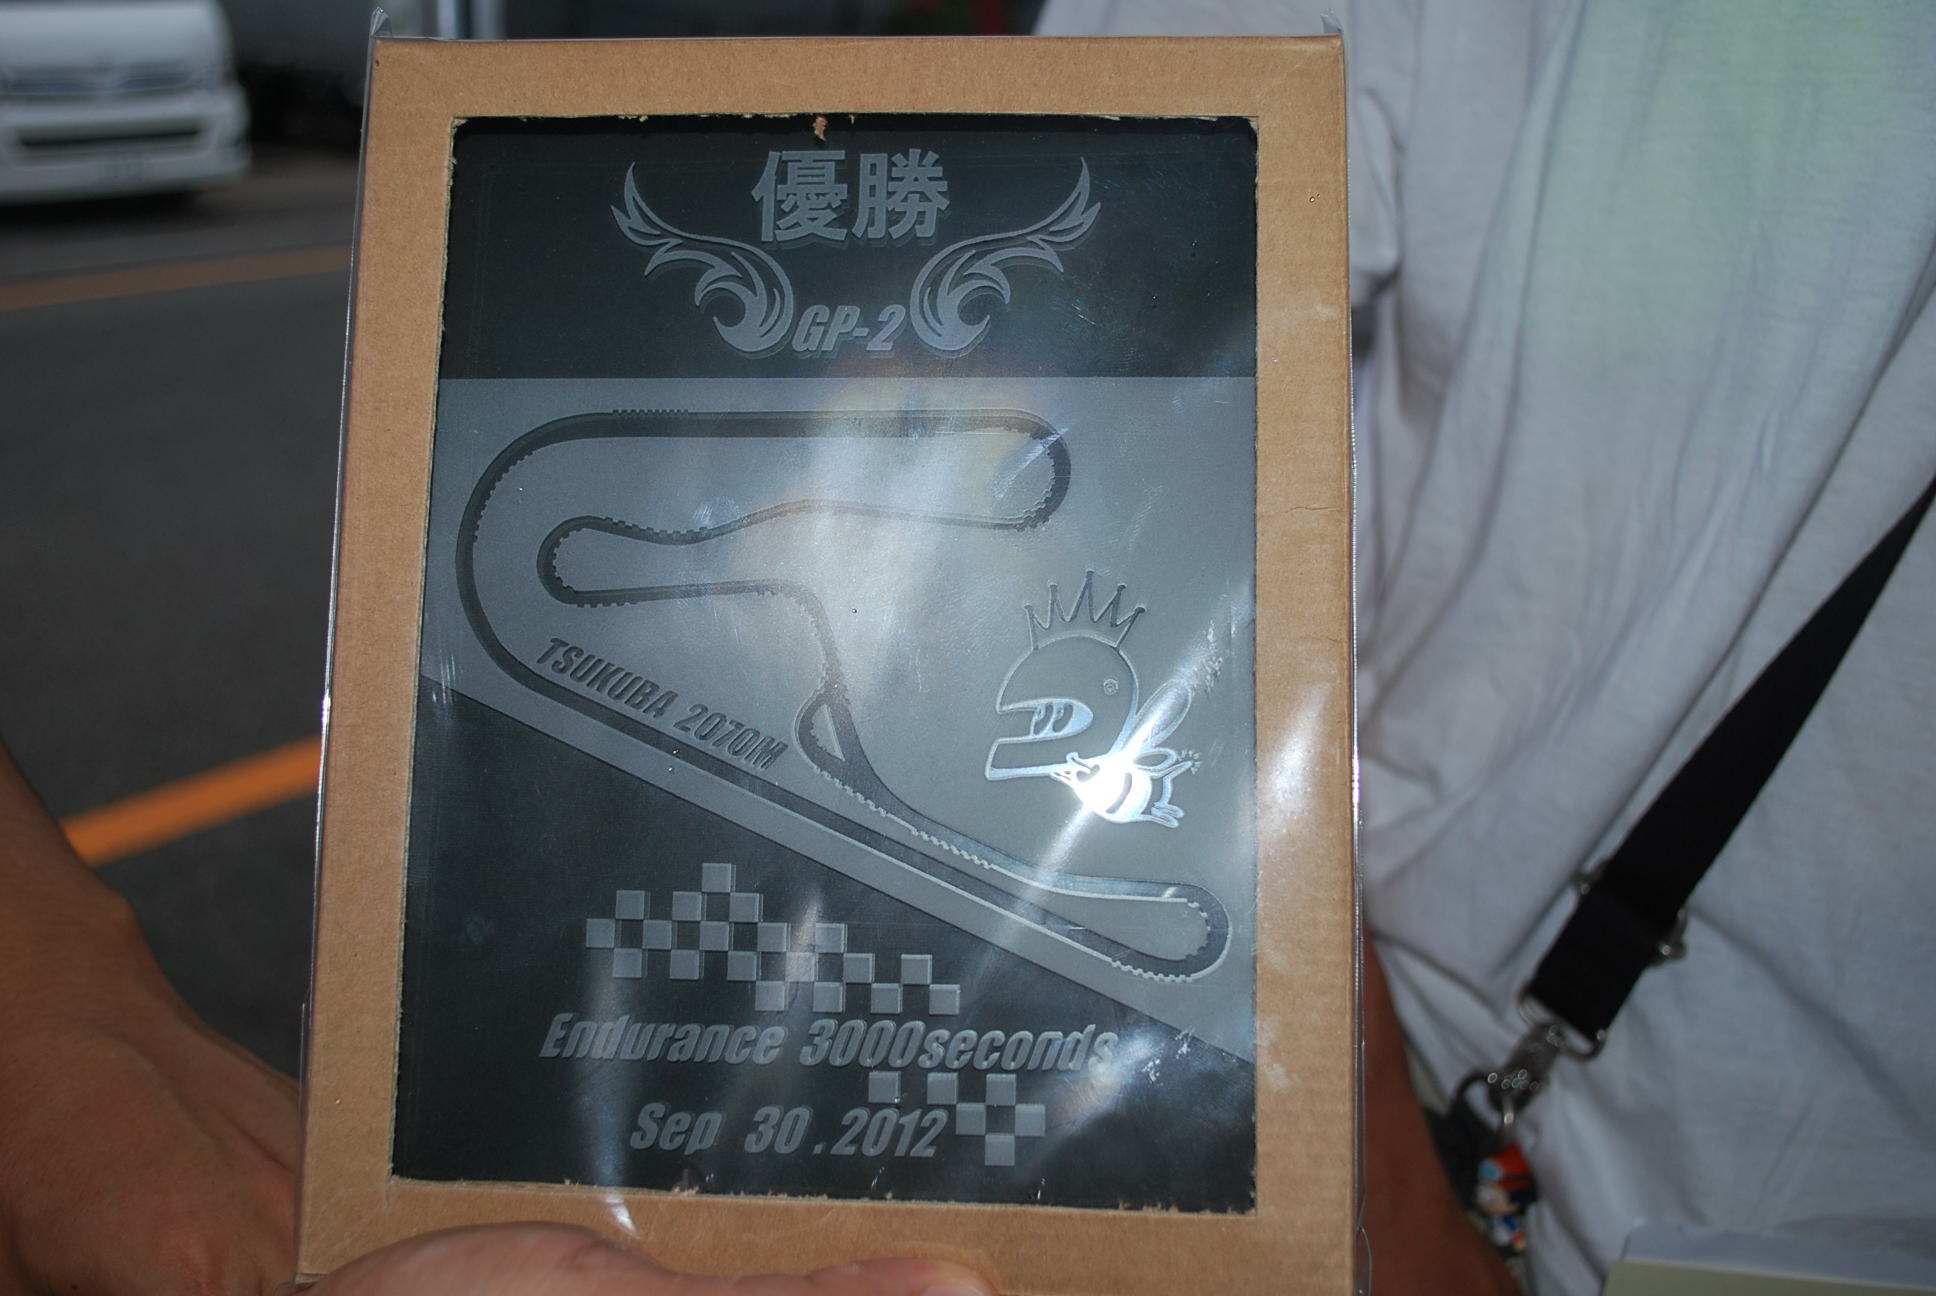 優勝
GP-2
TSUKUBA 2070M
Endurance 3000seconds
Sep 30.2012